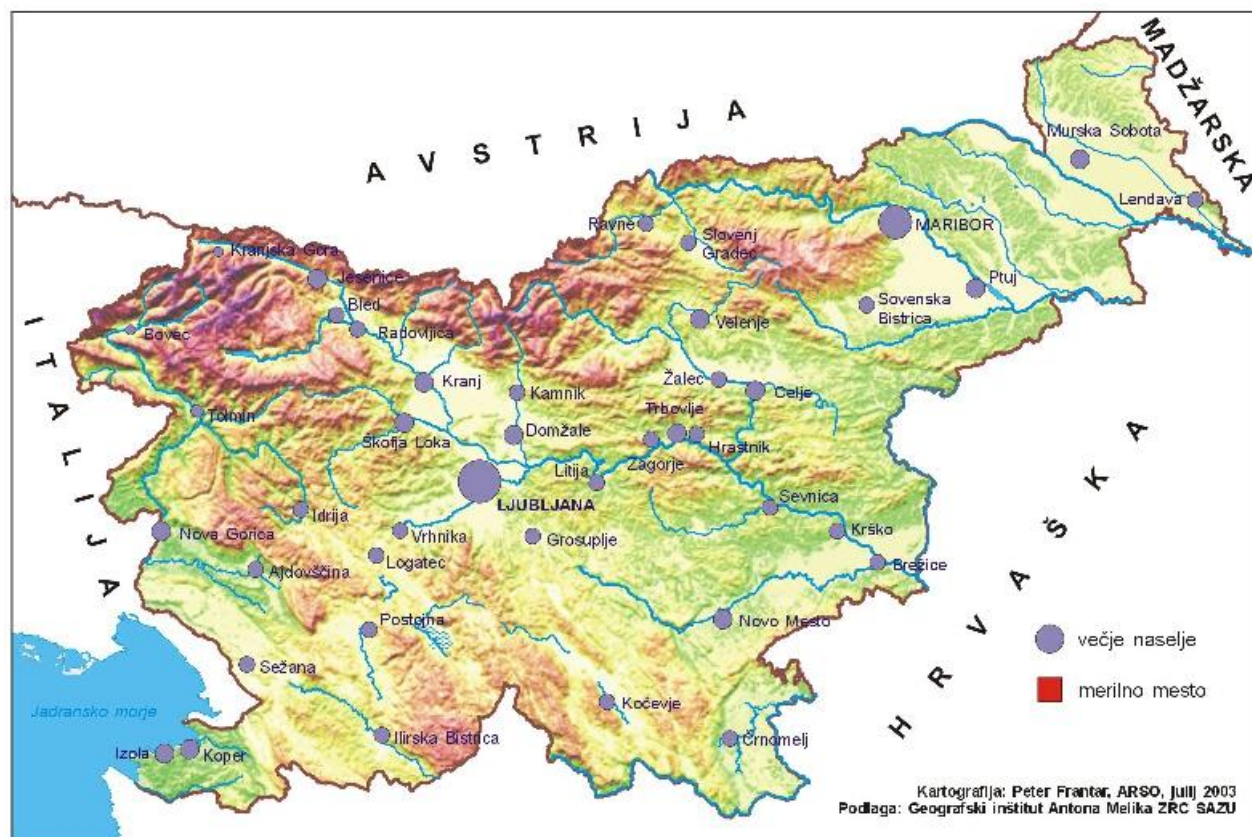 AVSTRIJA
MADŽARSKA
Murska Sobota
Lendava
Ravne
Slovenj
Gradec
MARIBOR
Kranjska Gora
Jesenice
Ptuj
Bled
Sovenska
Bistrica
Bovec
Radovljica
Velenje
ITALIJA
Kranj
Kamnik
Žalec
Celje
Tolmin
Trbovlje
Škofja Loka
Domžale
Hrastnik
Zagorje
Litija
LJUBLJANA
Sevnica
Idrija
Nova Gorica
Vrhnika
Grosuplje
Krško
Logatec
Brežice
Ajdovščina
HRVAŠKA
Postojna
Novo Mesto
večje naselje
Sežana
merilno mesto
Kočevje
Jadransko morje
Ilirska Bistrica
Črnomelj
Izola
Koper
Kartografija: Peter Frantar, ARSO, julij 2003
Podlaga: Geografski inštitut Antona Melika ZRC SAZU